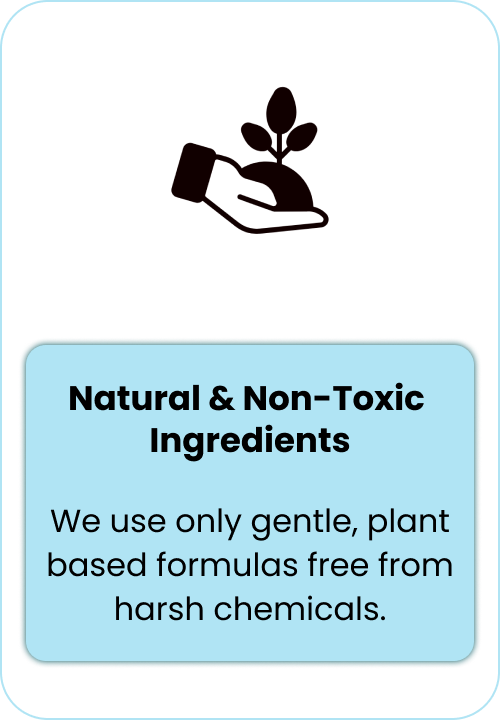 Natural & Non-Toxic
Ingredients
We use only gentle, plant
based formulas free from
harsh chemicals.